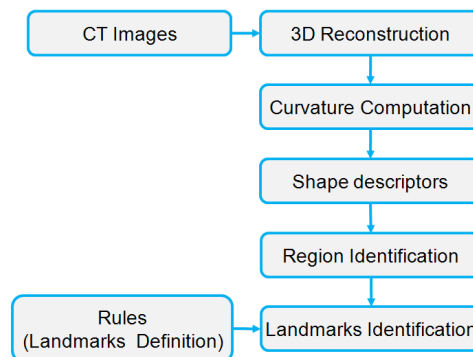 CT Images
3D Reconstruction
Curvature Computation
Shape descriptors
Region Identification
Rules
(Landmarks Definition)
Landmarks Identification